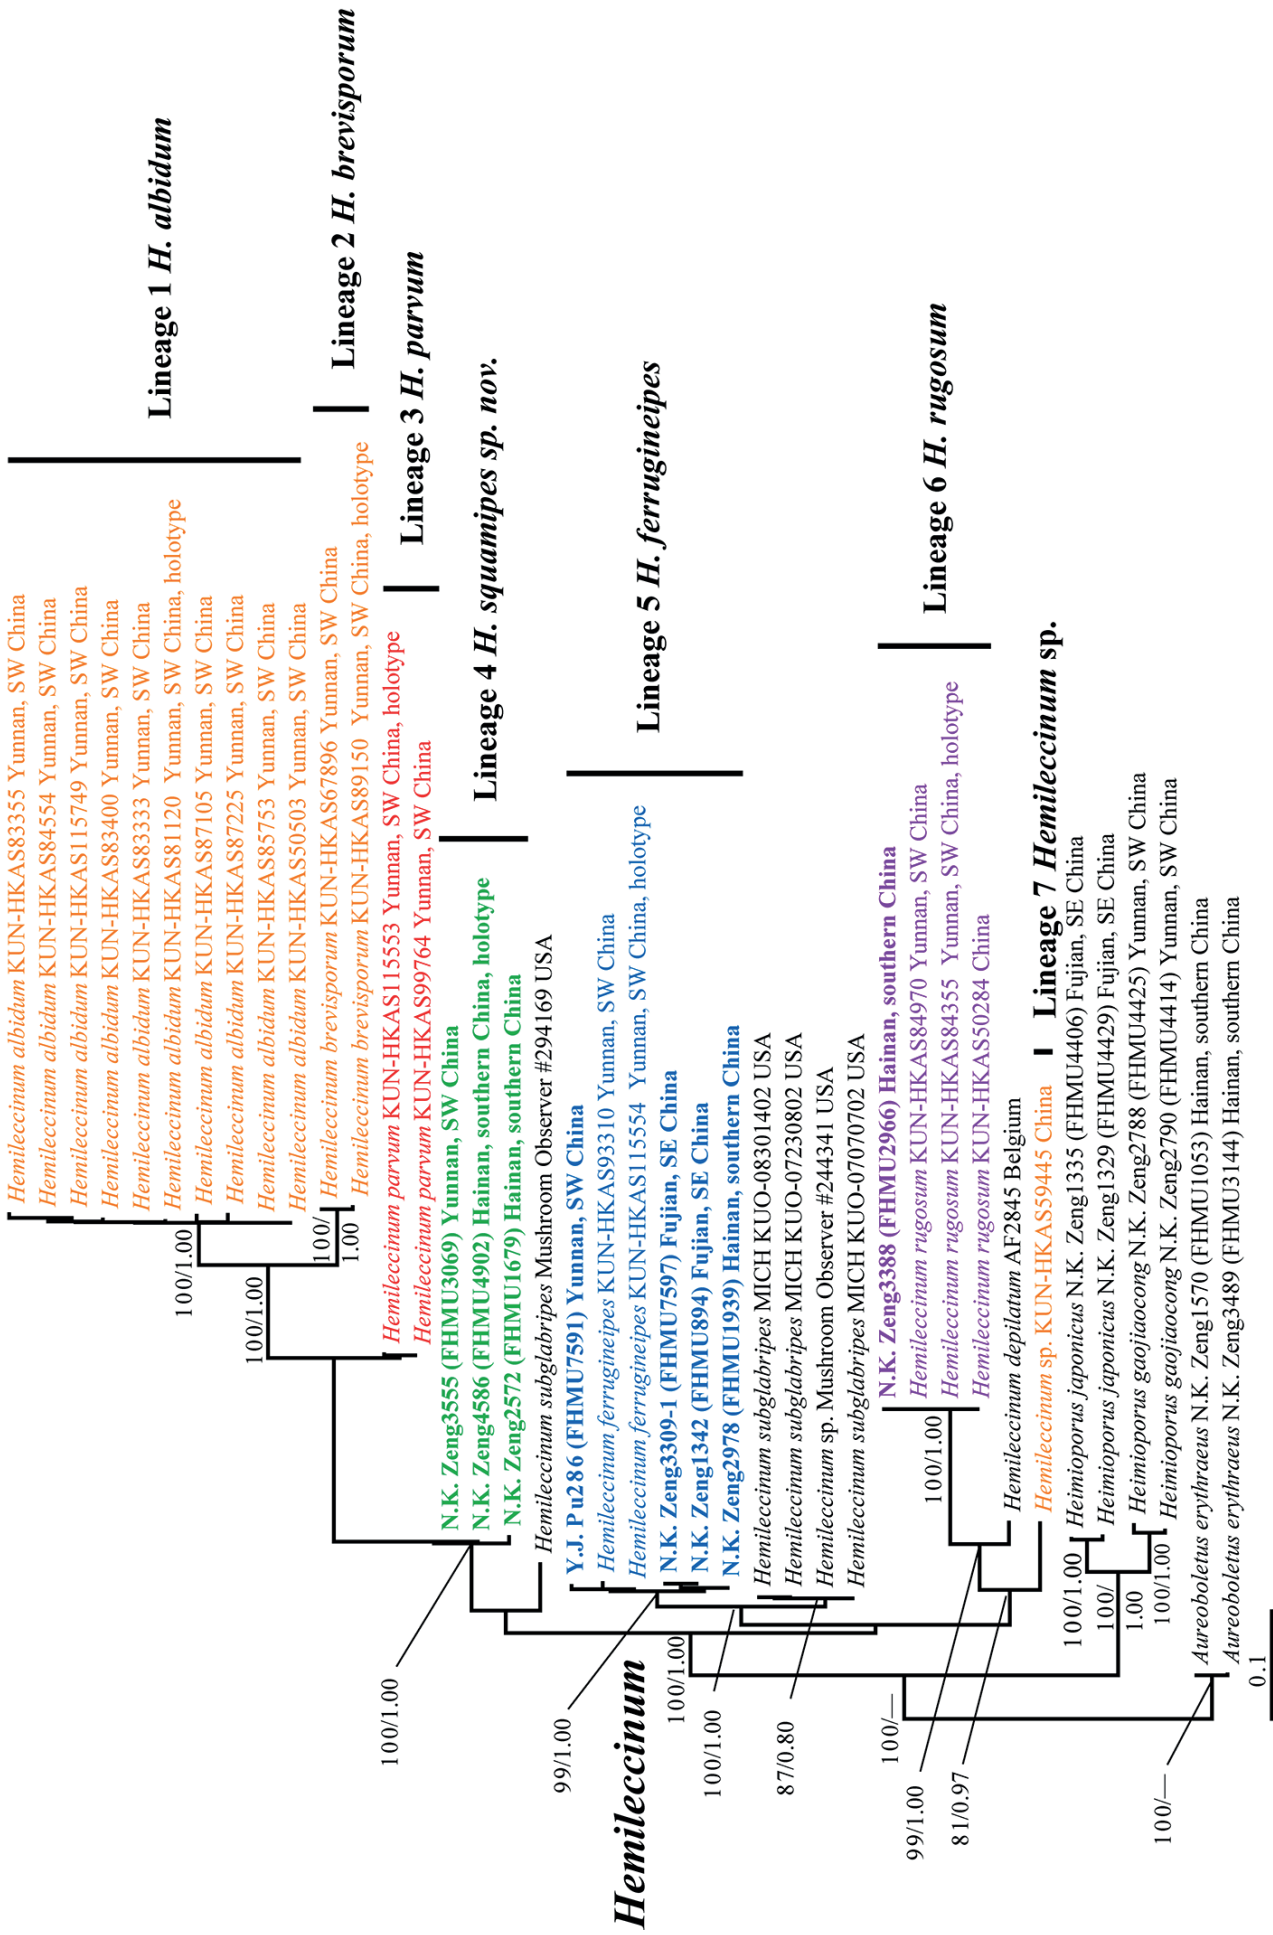 Hemileccinum albidum KUN-HKAS83355 Yunnan, SW China
Hemileccinum albidum KUN-HKAS84554 Yunnan, SW China
Hemileccinum albidum KUN-HKAS115749 Yunnan, SW China
Hemileccinum albidum KUN-HKAS83400 Yunnan, SW China
Hemileccinum albidum KUN-HKAS83333 Yunnan, SW China
Hemileccinum albidum KUN-HKAS81120 Yunnan, SW China, holotype
Hemileccinum albidum KUN-HKAS87105 Yunnan, SW China
Hemileccinum albidum KUN-HKAS87225 Yunnan, SW China
Hemileccinum albidum KUN-HKAS85753 Yunnan, SW China
Hemileccinum albidum KUN-HKAS50503 Yunnan, SW China
Lineage 1 H. albidum
Hemileccinum brevisporum KUN-HKAS67896 Yunnan, SW China
Hemileccinum brevisporum KUN-HKAS89150 Yunnan, SW China, holotype
Lineage 2 H. brevisporum
Hemileccinum parvum KUN-HKAS115553 Yunnan, SW China, holotype
Hemileccinum parvum KUN-HKAS99764 Yunnan, SW China
Lineage 3 H. parvum
N.K. Zeng3555 (FHMU3069) Yunnan, SW China
N.K. Zeng4586 (FHMU4902) Hainan, southern China, holotype
N.K. Zeng2572 (FHMU1679) Hainan, southern China
Lineage 4 H. squamipes sp. nov.
Hemileccinum subglabripes Mushroom Observer #294169 USA
Y.J. Pu286 (FHMU7591) Yunnan, SW China
Hemileccinum ferrugineipes KUN-HKAS93310 Yunnan, SW China
Hemileccinum ferrugineipes KUN-HKAS115554 Yunnan, SW China, holotype
N.K. Zeng3309-1 (FHMU7597) Fujian, SE China
N.K. Zeng1342 (FHMU894) Fujian, SE China
N.K. Zeng2978 (FHMU1939) Hainan, southern China
Lineage 5 H. ferrugineipes
Hemileccinum subglabripes MICH KUO-08301402 USA
Hemileccinum subglabripes MICH KUO-07230802 USA
Hemileccinum sp. Mushroom Observer #244341 USA
Hemileccinum subglabripes MICH KUO-07070702 USA
N.K. Zeng3388 (FHMU2966) Hainan, southern China
Hemileccinum rugosum KUN-HKAS84970 Yunnan, SW China
Hemileccinum rugosum KUN-HKAS84355 Yunnan, SW China, holotype
Hemileccinum rugosum KUN-HKAS50284 China
Lineage 6 H. rugosum
Hemileccinum depilatum AF2845 Belgium
Hemileccinum sp. KUN-HKAS59445 China
Lineage 7 Hemileccinum sp.
Heimioporus japonicus N.K. Zeng1335 (FHMU4406) Fujian, SE China
Heimioporus japonicus N.K. Zeng1329 (FHMU4429) Fujian, SE China
Heimioporus gaojiaocong N.K. Zeng2788 (FHMU4425) Yunnan, SW China
Heimioporus gaojiaocong N.K. Zeng2790 (FHMU4414) Yunnan, SW China
Aureoboletus erythraeus N.K. Zeng1570 (FHMU1053) Hainan, southern China
Aureoboletus erythraeus N.K. Zeng3489 (FHMU3144) Hainan, southern China
100/1.00
100/1.00
100/
1.00
100/1.00
99/1.00
Hemileccinum
100/1.00
100/1.00
87/0.80
100/—
100/1.00
99/1.00
81/0.97
100/1.00
100/
1.00
100/1.00
100/—
0.1